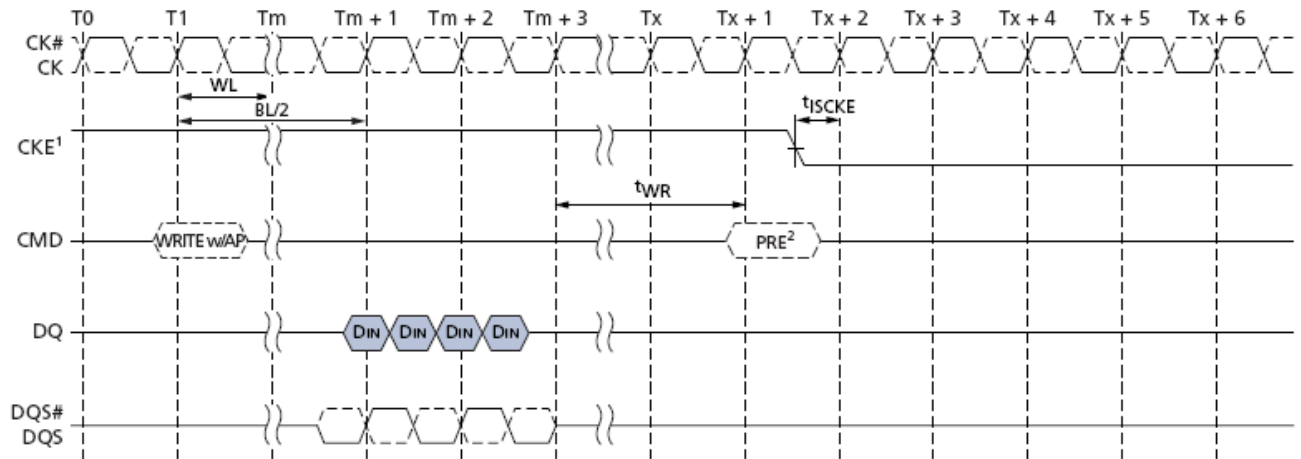 T0 T1 Tm Tm + 1 Tm + 2 Tm + 3 Tx Tx + 1 Tx + 2 Tx + 3 Tx + 4 Tx + 5 Tx + 6
CK#
CK
WL
BL/2
tISCKE
CKE1
tWR
CMD WRITE w/AP PRE2
DQ DIN DIN DIN DIN
DQS#
DQS